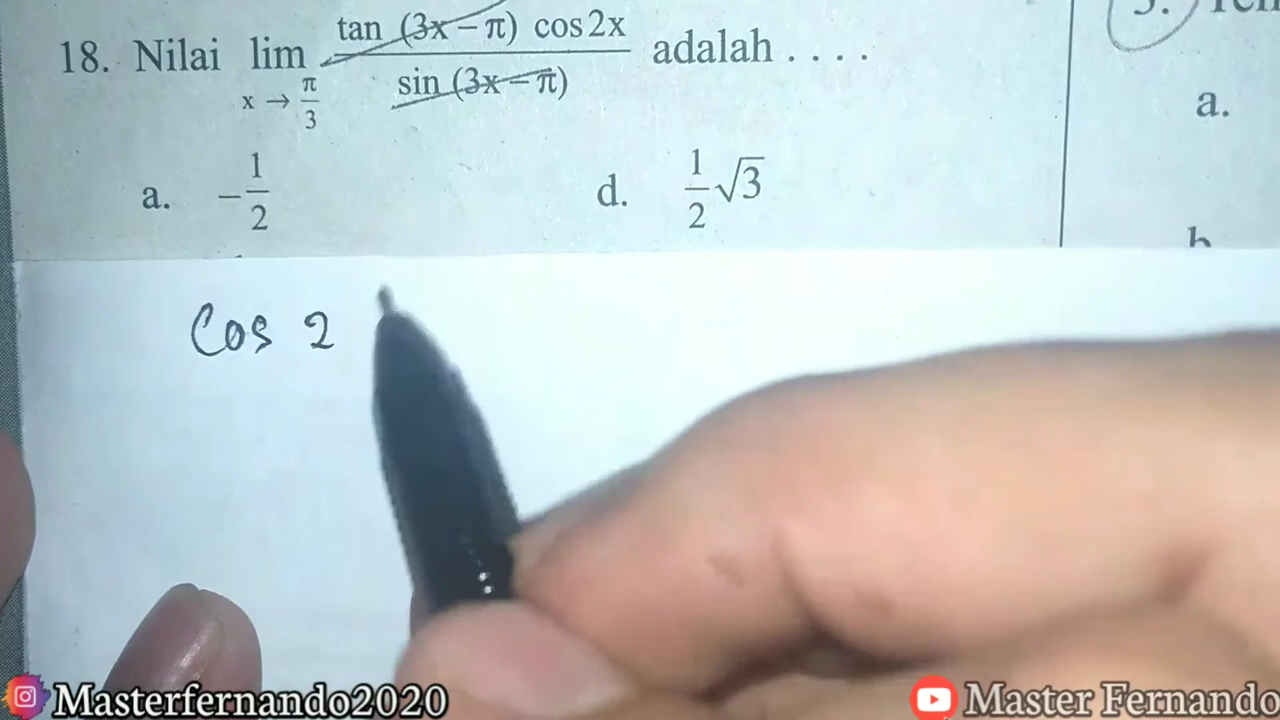 18. Nilai lim tan (3x – π) cos 2x adalah . . . .
x → π/3 sin (3x – π)
a. – 1/2 d. 1/2 √3
a.
Cos 2
Masterfernando2020
Master Fernando